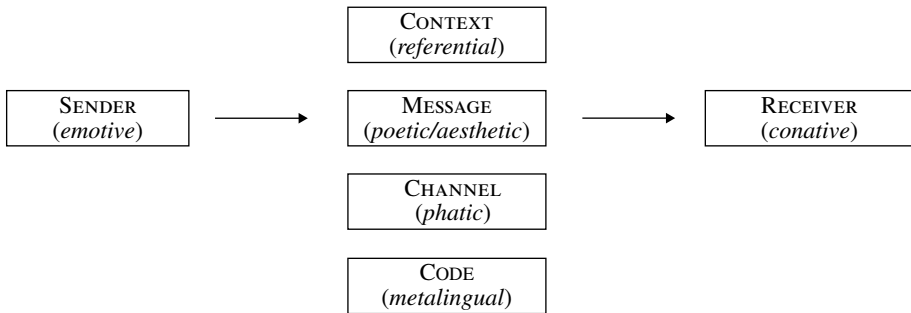 CONTEXT
(referential)
SENDER
(emotive)
MESSAGE
(poetic/aesthetic)
RECEIVER
(conative)
CHANNEL
(phatic)
CODE
(metalingual)